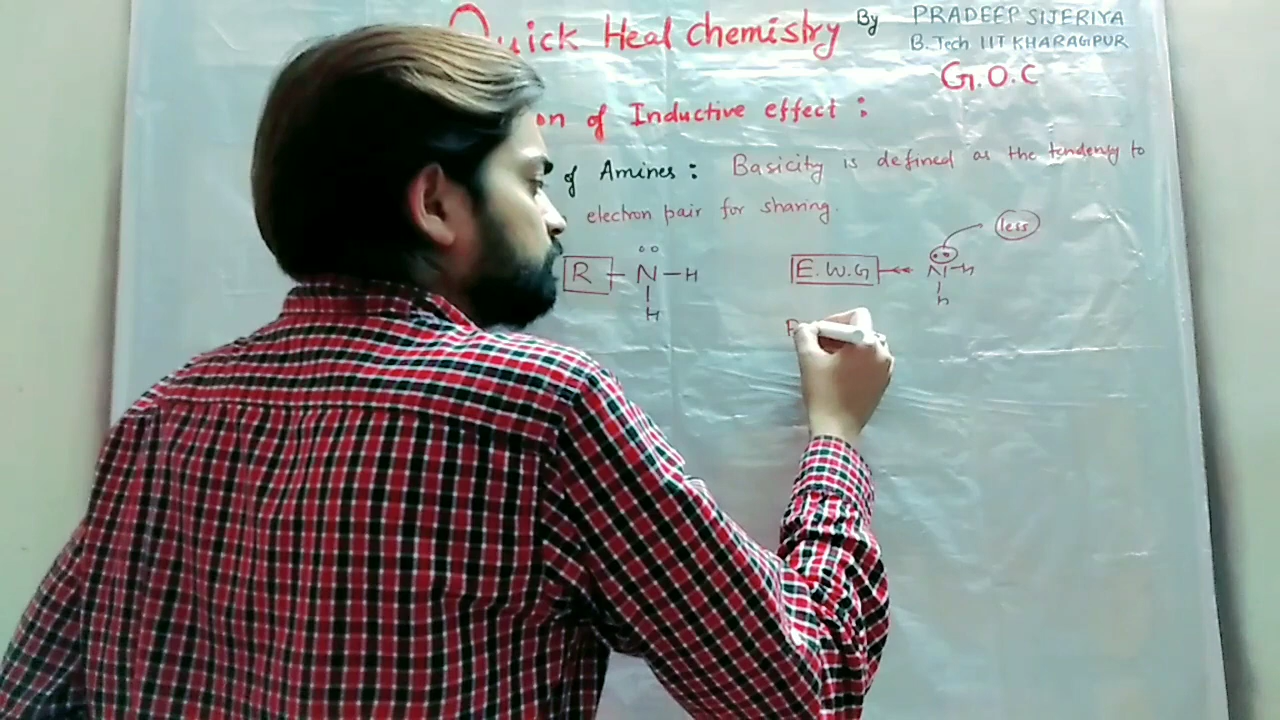 Quick Heal chemistry By PRADEEP SIJERIYA
B.Tech IIT KHARAGPUR
G.O.C
on of Inductive effect :
of Amines : Basicity is defined as the tendency to
electron pair for sharing.
less
R - N - H
E.W.G N - H
H
H